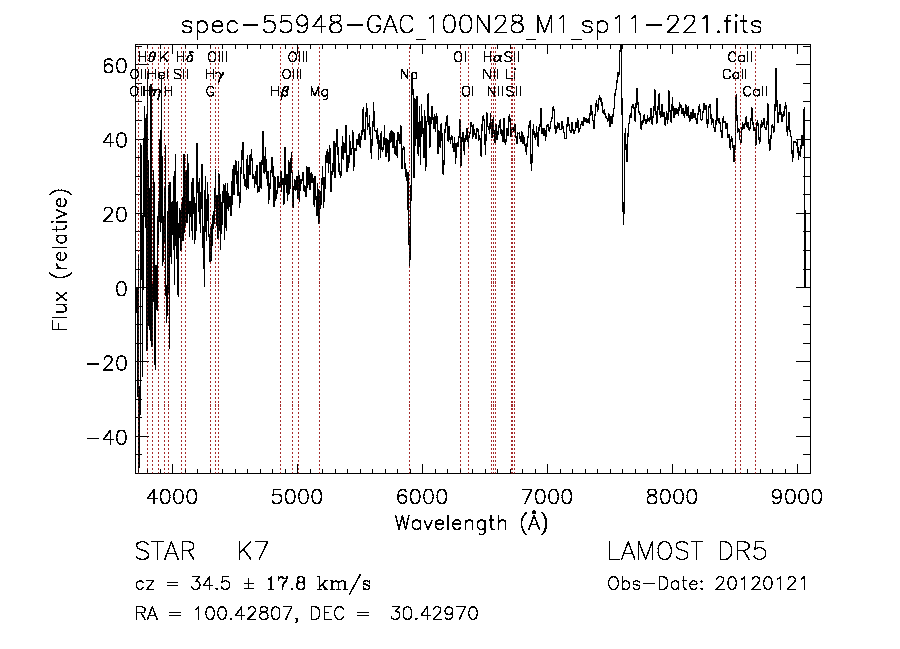 spec-55948-GAC_100N28_M1_sp11-221.fits
Hθ K Hδ OIII OIII OI Hα SII CaII
OII HeI SII Hγ OIII Na NII Li CaII
OII Hη H G Hβ Mg OI NII SII CaII
60
40
20
0
−20
−40
Flux (relative)
4000 5000 6000 7000 8000 9000
Wavelength (Å)
STAR K7 LAMOST DR5
cz = 34.5 ± 17.8 km/s Obs-Date: 20120121
RA = 100.42807, DEC = 30.42970